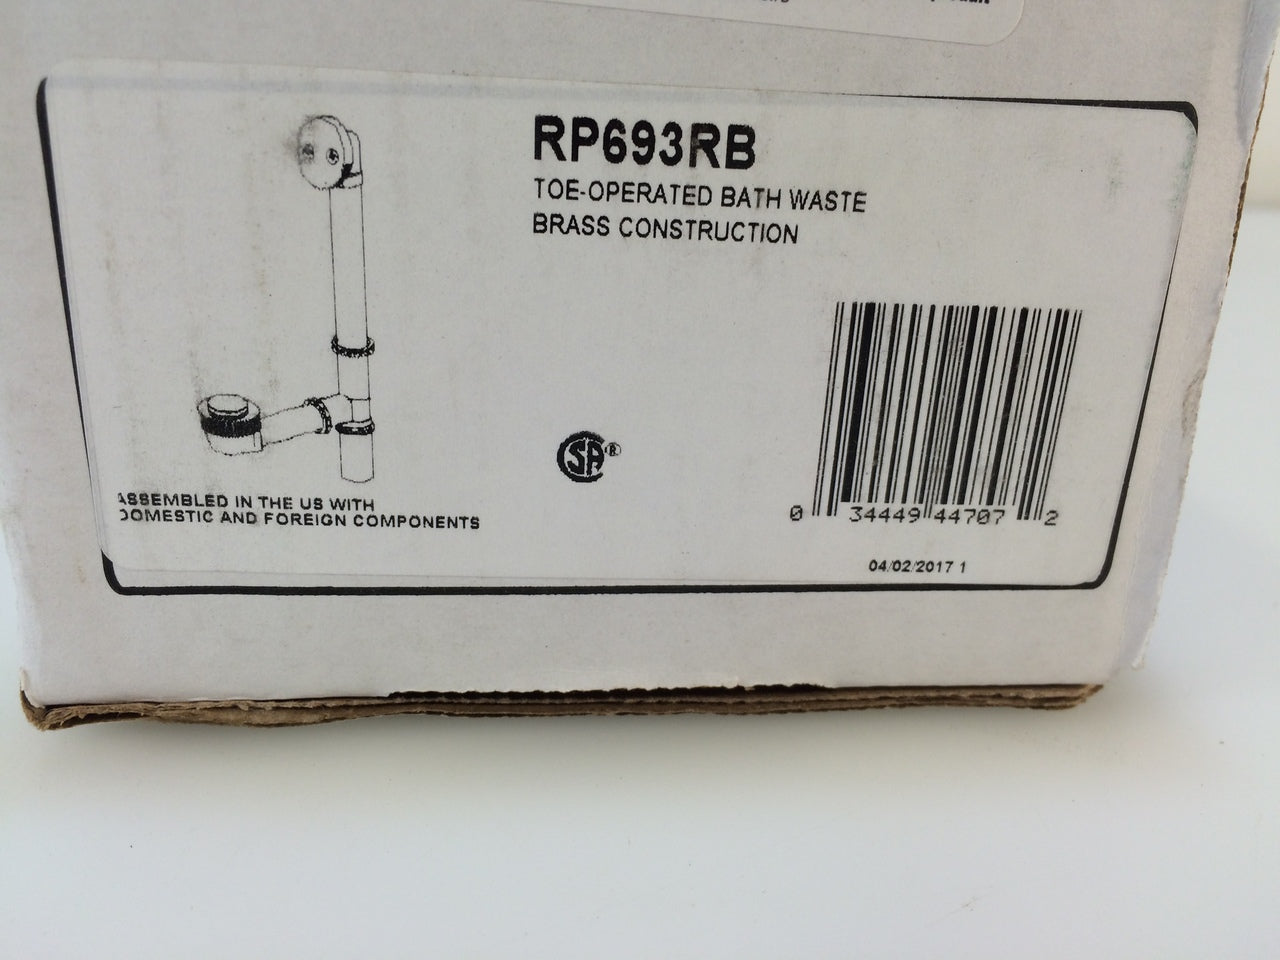 RP693RB
TOE-OPERATED BATH WASTE
BRASS CONSTRUCTION
ASSEMBLED IN THE US WITH
DOMESTIC AND FOREIGN COMPONENTS
CSA®
0 34449 44707 2
04/02/2017 1